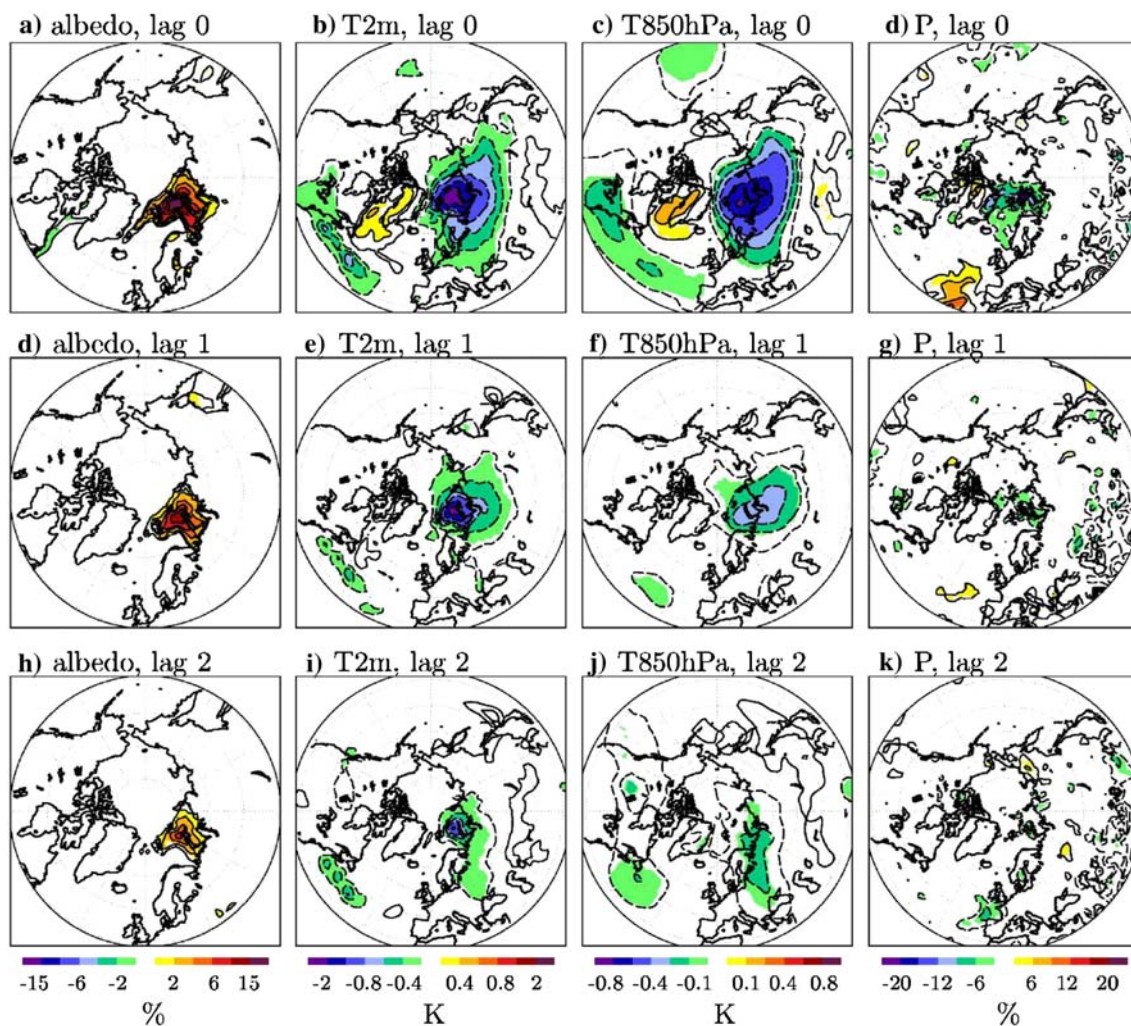 a) albedo, lag 0 b) T2m, lag 0 c) T850hPa, lag 0 d) P, lag 0
d) albedo, lag 1 e) T2m, lag 1 f) T850hPa, lag 1 g) P, lag 1
h) albedo, lag 2 i) T2m, lag 2 j) T850hPa, lag 2 k) P, lag 2
-15 -6 -2 2 6 15 -2 -0.8 -0.4 0.4 0.8 2 -0.8 -0.4 -0.1 0.1 0.4 0.8 -20 -12 -6 6 12 20
% K K %